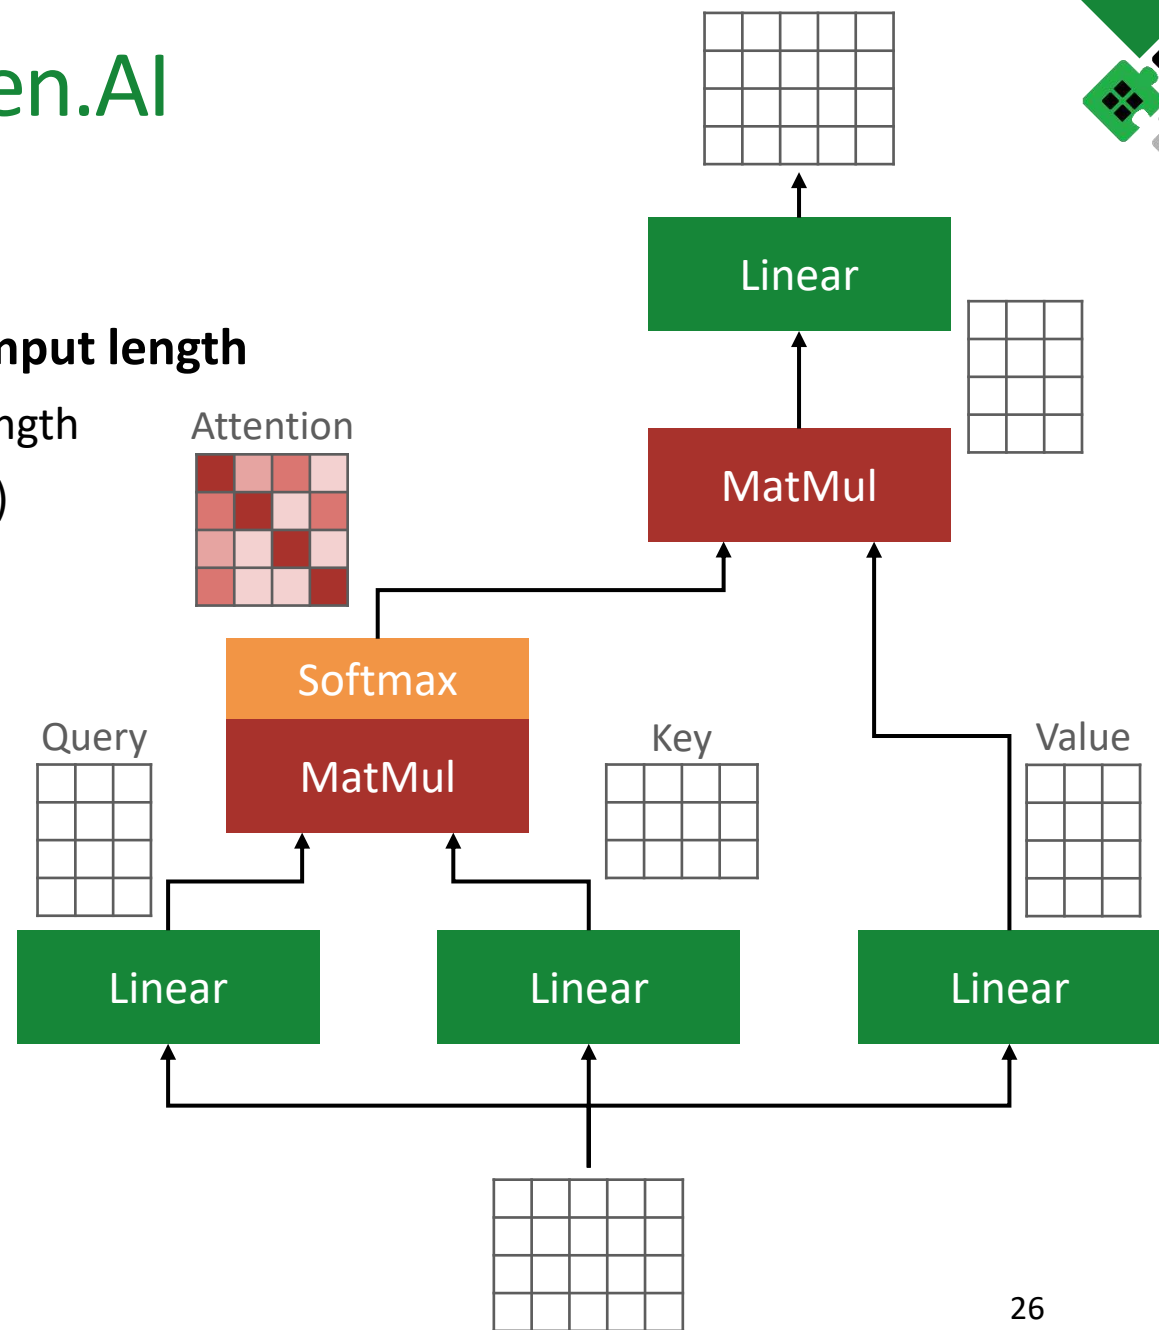 en.AI
nput length
ngth
)
Attention
Linear
MatMul
Softmax
MatMul
Query
Key
Value
Linear
Linear
Linear
26